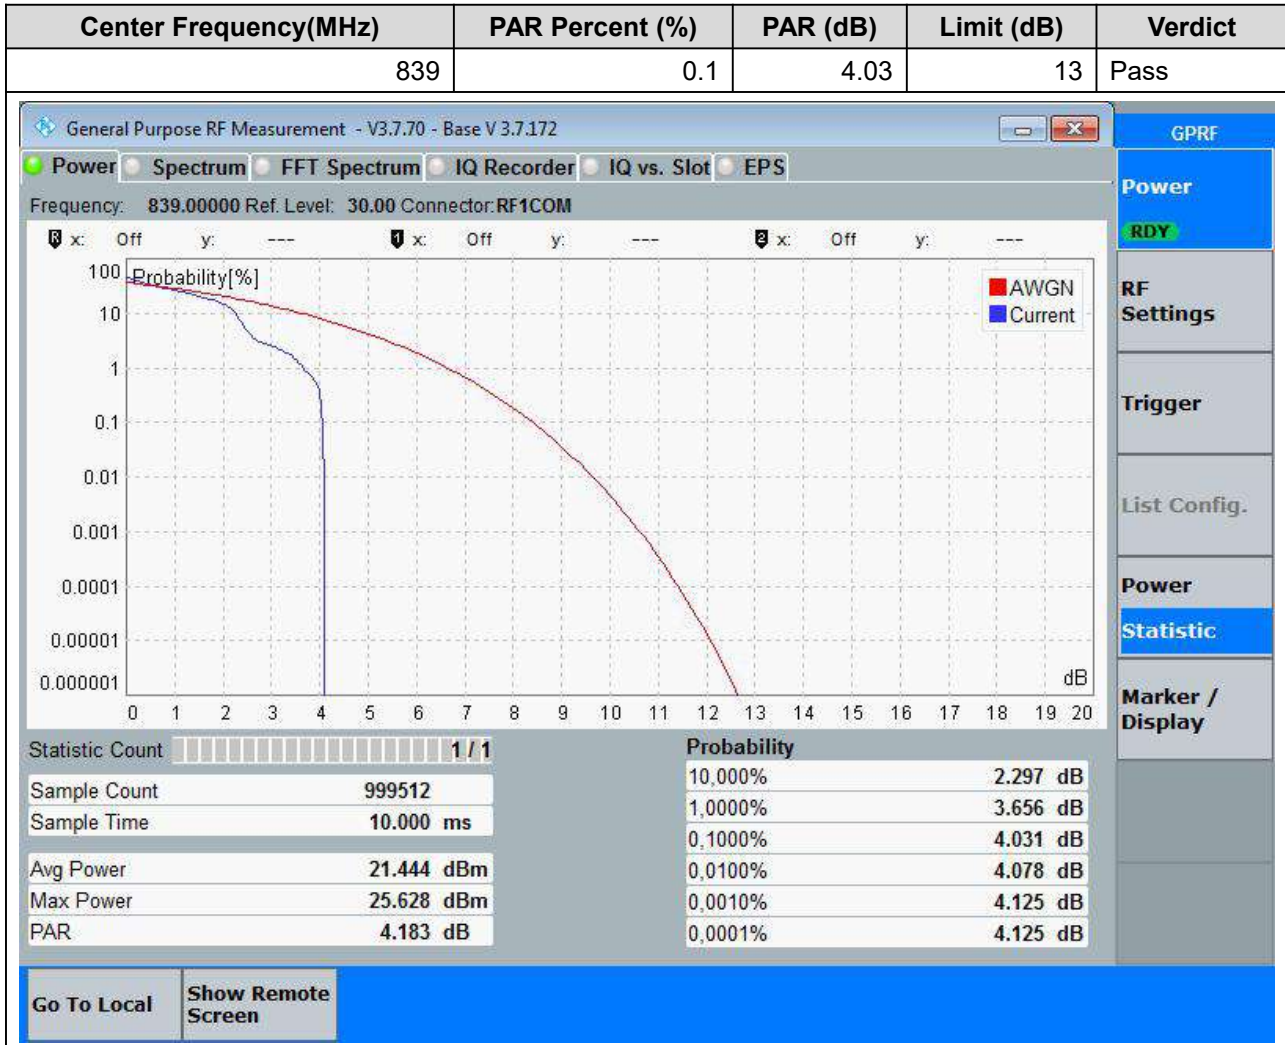 Center Frequency(MHz) PAR Percent (%) PAR (dB) Limit (dB) Verdict
839 0.1 4.03 13 Pass
General Purpose RF Measurement - V3.7.70 - Base V 3.7.172
GPRF
Power Spectrum FFT Spectrum IQ Recorder IQ vs. Slot EPS
Frequency: 839.00000 Ref. Level: 30.00 Connector: RF1COM
R x: Off y: --- 1 x: Off y: --- 2 x: Off y: ---
Probability[%]
AWGN
Current
100
10
1
0.1
0.01
0.001
0.0001
0.00001
0.000001
dB
0 1 2 3 4 5 6 7 8 9 10 11 12 13 14 15 16 17 18 19 20
Statistic Count 1 / 1
Sample Count 999512
Sample Time 10.000 ms
Avg Power 21.444 dBm
Max Power 25.628 dBm
PAR 4.183 dB
Probability
10,000% 2.297 dB
1,0000% 3.656 dB
0,1000% 4.031 dB
0,0100% 4.078 dB
0,0010% 4.125 dB
0,0001% 4.125 dB
Power
RDY
RF
Settings
Trigger
List Config.
Power
Statistic
Marker /
Display
Go To Local
Show Remote
Screen